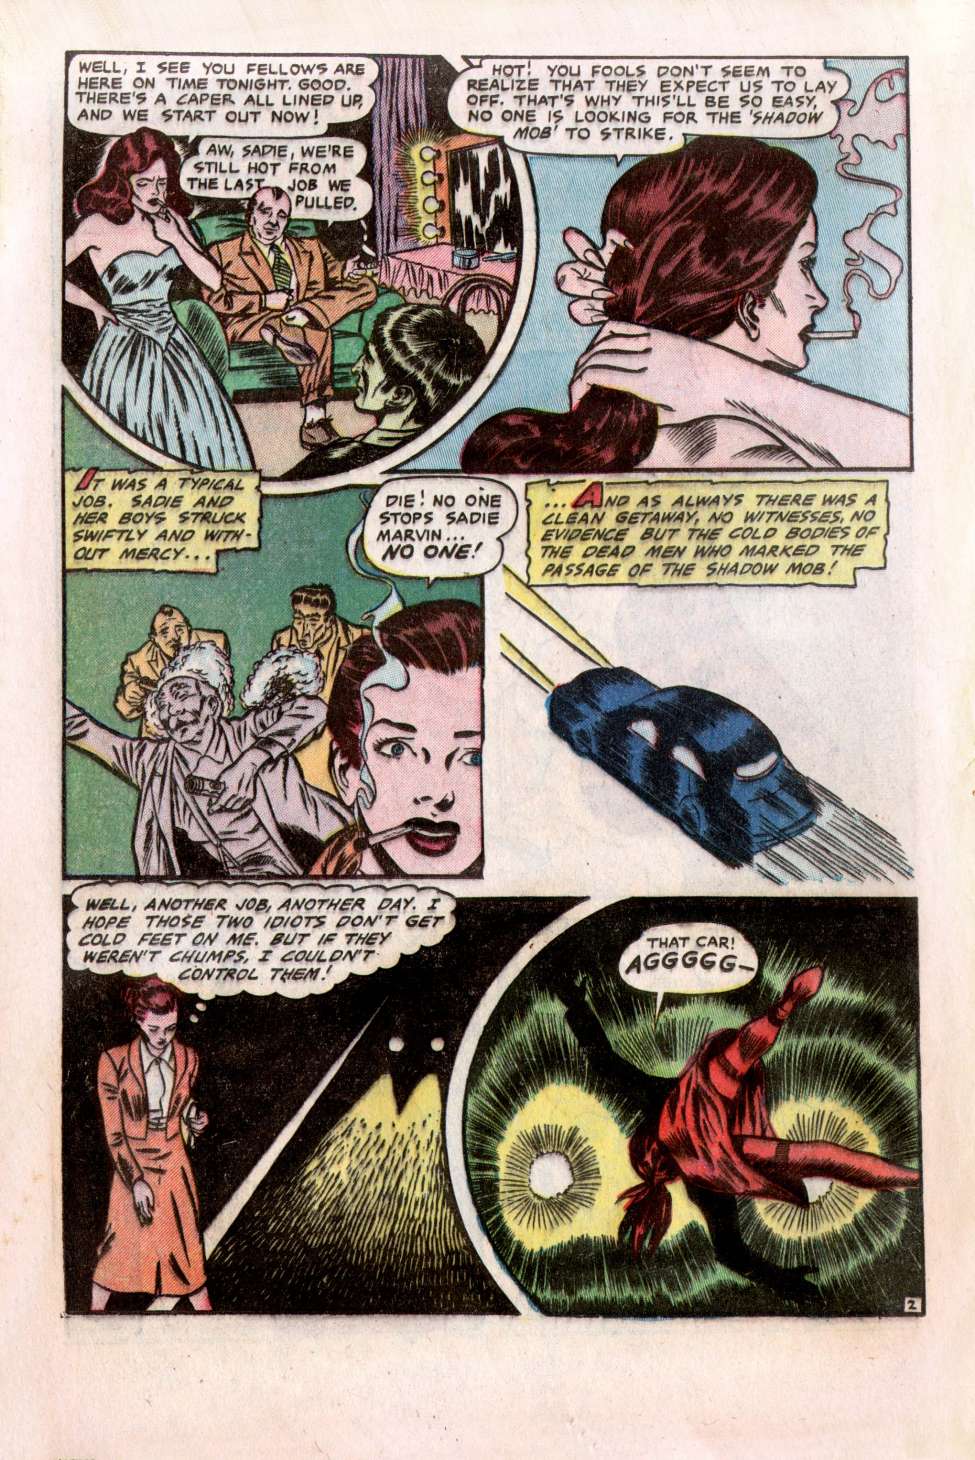 WELL, I SEE YOU FELLOWS ARE
HERE ON TIME TONIGHT. GOOD.
THERE'S A CAPER ALL LINED UP,
AND WE START OUT NOW!
AW, SADIE, WE'RE
STILL HOT FROM
THE LAST JOB WE
PULLED.
HOT! YOU FOOLS DON'T SEEM TO
REALIZE THAT THEY EXPECT US TO LAY
OFF. THAT'S WHY THIS'LL BE SO EASY,
NO ONE IS LOOKING FOR THE 'SHADOW
MOB' TO STRIKE.
IT WAS A TYPICAL
JOB. SADIE AND
HER BOYS STRUCK
SWIFTLY AND WITH-
OUT MERCY...
DIE! NO ONE
STOPS SADIE
MARVIN...
NO ONE!
...AND AS ALWAYS THERE WAS A
CLEAN GETAWAY, NO WITNESSES, NO
EVIDENCE BUT THE COLD BODIES OF
THE DEAD MEN WHO MARKED THE
PASSAGE OF THE SHADOW MOB!
WELL, ANOTHER JOB, ANOTHER DAY. I
HOPE THOSE TWO IDIOTS DON'T GET
COLD FEET ON ME. BUT IF THEY
WEREN'T CHUMPS, I COULDN'T
CONTROL THEM!
THAT CAR!
AGGGGG-
2